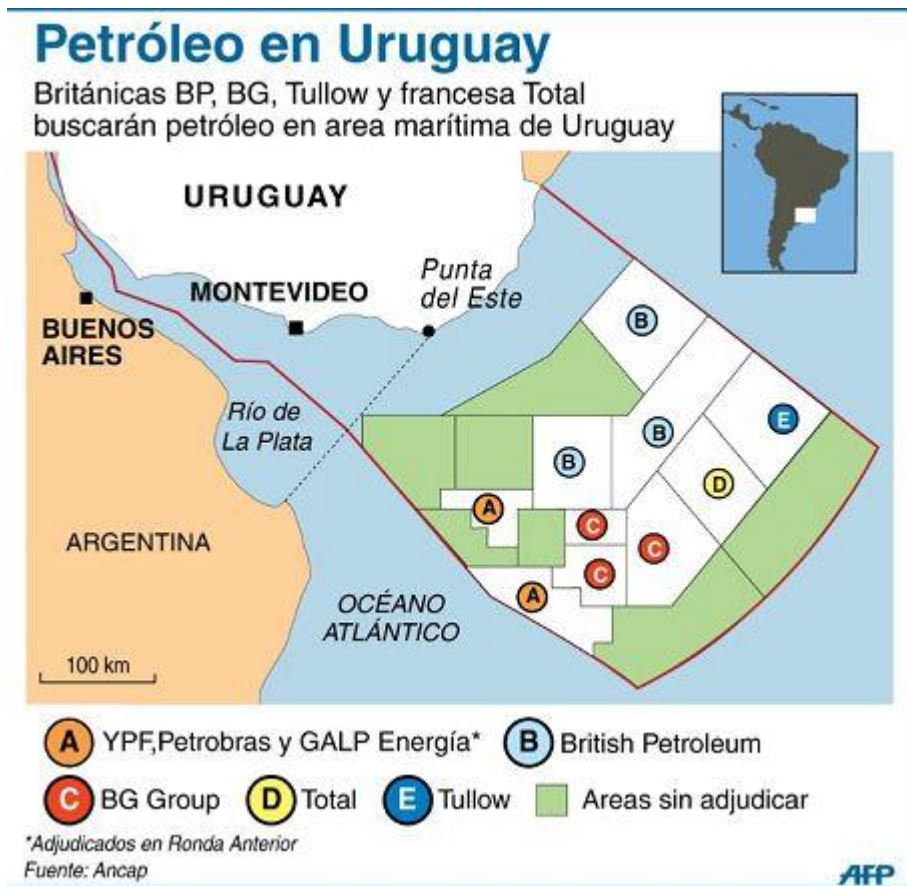 Petróleo en Uruguay
Británicas BP, BG, Tullow y francesa Total
buscarán petróleo en area marítima de Uruguay
URUGUAY
MONTEVIDEO
Punta
del Este
BUENOS
AIRES
Río de
La Plata
ARGENTINA
OCÉANO
ATLÁNTICO
100 km
B
B
B
E
D
A
C
C
C
A
A YPF,Petrobras y GALP Energía*
B British Petroleum
C BG Group
D Total
E Tullow
Areas sin adjudicar
*Adjudicados en Ronda Anterior
Fuente: Ancap
AFP